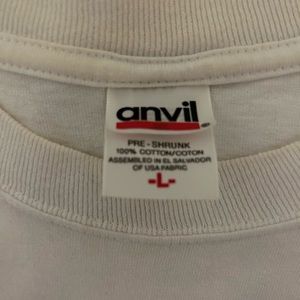 anvil
PRE-SHRUNK
100% COTTON/COTON
ASSEMBLED IN EL SALVADOR
OF USA FABRIC
-L-